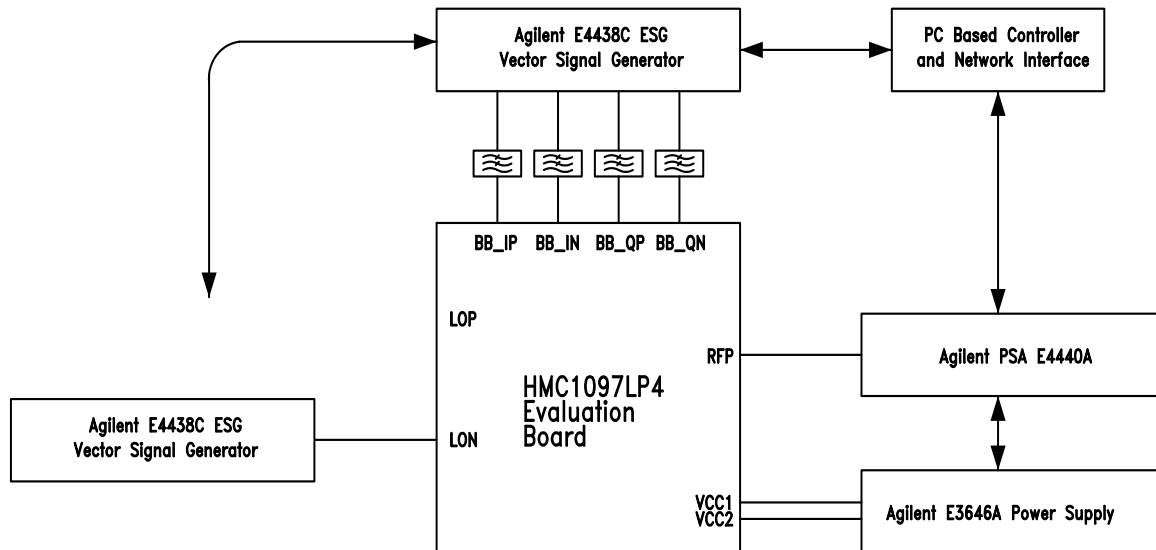 Agilent E4438C ESG
Vector Signal Generator
PC Based Controller
and Network Interface
BB_IP BB_IN BB_QP BB_QN
LOP
RFP
Agilent PSA E4440A
HMC1097LP4
Evaluation
Board
Agilent E4438C ESG
Vector Signal Generator
LON
VCC1
VCC2
Agilent E3646A Power Supply